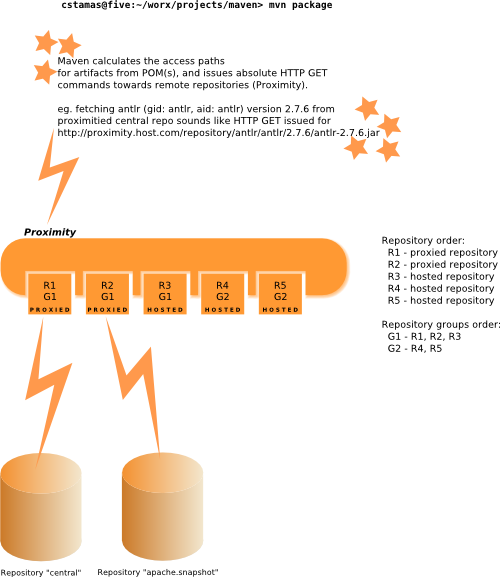 cstamas@five:~/worx/projects/maven> mvn package
Maven calculates the access paths
for artifacts from POM(s), and issues absolute HTTP GET
commands towards remote repositories (Proximity).
eg. fetching antlr (gid: antlr, aid: antlr) version 2.7.6 from
proximitied central repo sounds like HTTP GET issued for
http://proximity.host.com/repository/antlr/antlr/2.7.6/antlr-2.7.6.jar
Proximity
R1
G1
PROXIED
R2
G1
PROXIED
R3
G1
HOSTED
R4
G2
HOSTED
R5
G2
HOSTED
Repository order:
R1 - proxied repository
R2 - proxied repository
R3 - hosted repository
R4 - hosted repository
R5 - hosted repository
Repository groups order:
G1 - R1, R2, R3
G2 - R4, R5
Repository "central"
Repository "apache.snapshot"